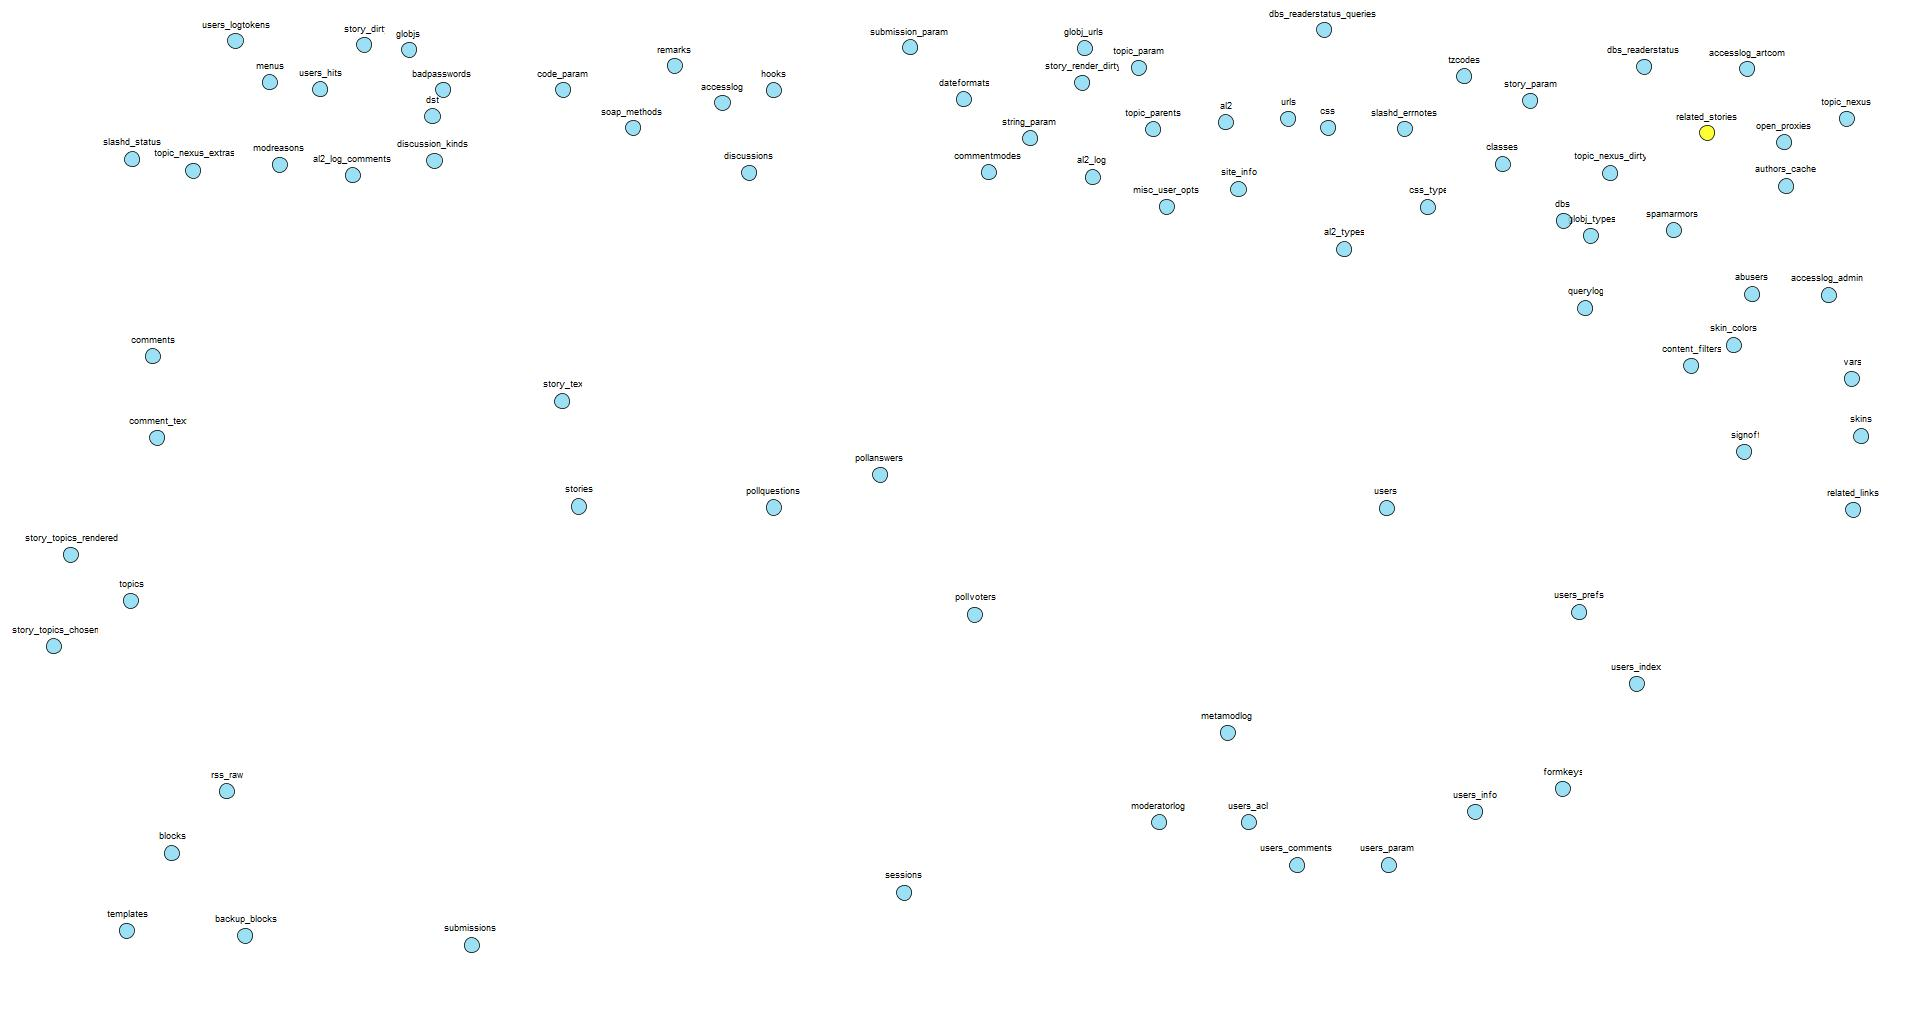 dbs_readerstatus_queries
users_logtokens
story_dirt
globjs
submission_param
globj_urls
topic_param
remarks
dbs_readerstatus
accesslog_artcom
menus
users_hits
badpasswords
code_param
accesslog
hooks
dateformats
story_render_dirty
tzcodes
story_param
dst
soap_methods
string_param
topic_parents
al2
urls
css
slashd_errnotes
related_stories
open_proxies
topic_nexus
slashd_status
topic_nexus_extras
modreasons
al2_log_comments
discussion_kinds
discussions
commentmodes
al2_log
site_info
classes
topic_nexus_dirty
authors_cache
misc_user_opts
css_type
dbs
lobj_types
spamarmors
al2_types
querylog
abusers
accesslog_admin
skin_colors
content_filters
vars
comments
story_tex
comment_tex
skins
signoff
pollanswers
stories
pollquestions
users
related_links
story_topics_rendered
topics
pollvoters
users_prefs
story_topics_chosen
users_index
metamodlog
rss_raw
formkeys
moderatorlog
users_acl
users_info
blocks
users_comments
users_param
sessions
templates
backup_blocks
submissions